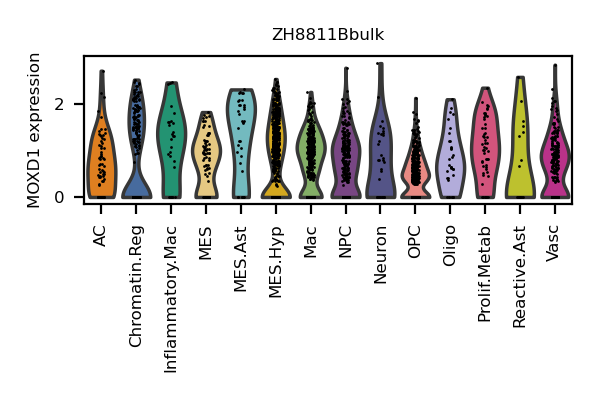 ZH8811Bbulk
MOXD1 expression
2
0
AC
Chromatin.Reg
Inflammatory.Mac
MES
MES.Ast
MES.Hyp
Mac
NPC
Neuron
OPC
Oligo
Prolif.Metab
Reactive.Ast
Vasc